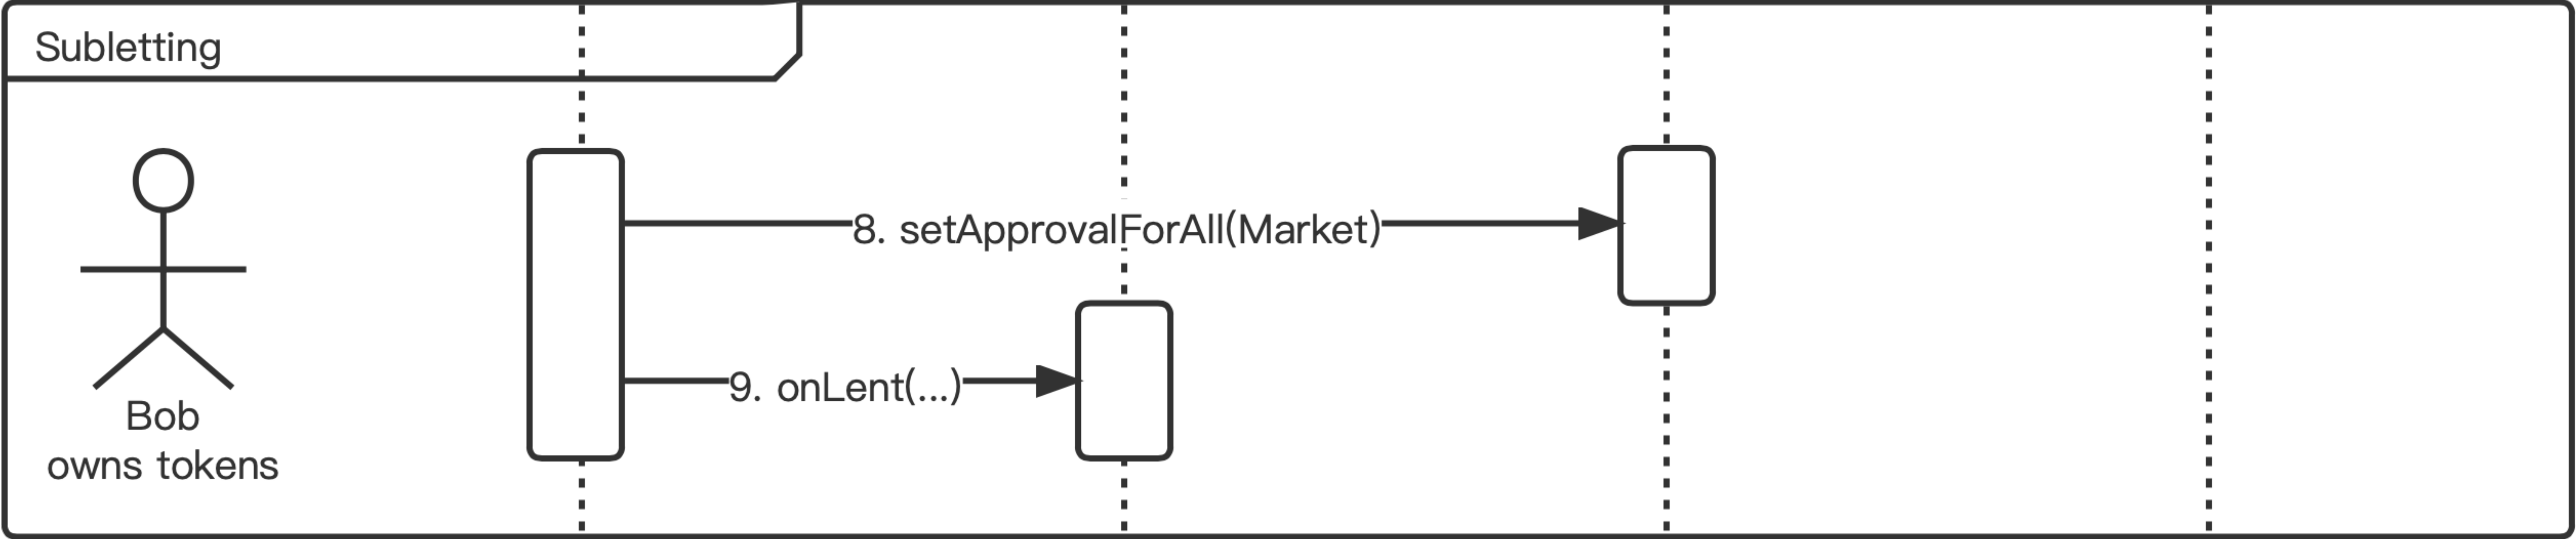 Subletting
8. setApprovalForAll(Market)
9. onLent(...)
Bob
owns tokens